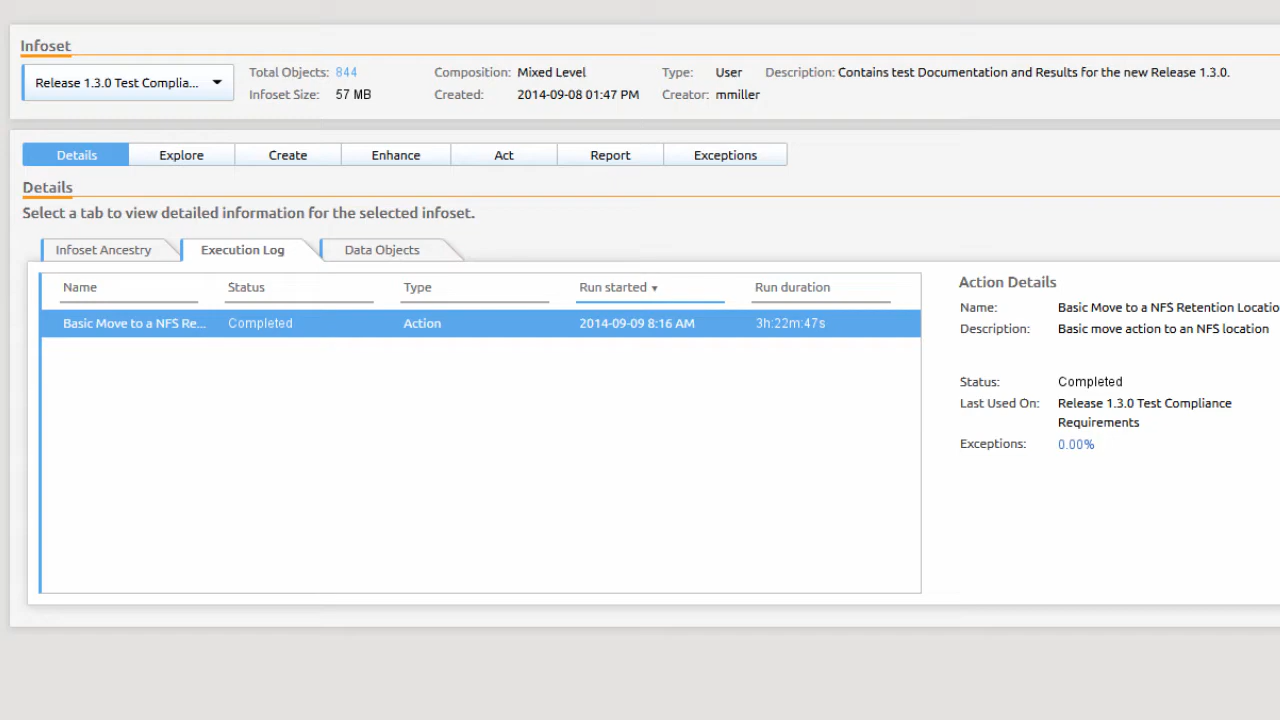 Infoset
Release 1.3.0 Test Complia...
Total Objects: 844
Composition: Mixed Level
Type: User
Description: Contains test Documentation and Results for the new Release 1.3.0.
Infoset Size: 57 MB
Created: 2014-09-08 01:47 PM
Creator: mmiller
Details Explore Create Enhance Act Report Exceptions
Details
Select a tab to view detailed information for the selected infoset.
Infoset Ancestry Execution Log Data Objects
Name Status Type Run started ▾ Run duration
Basic Move to a NFS Re... Completed Action 2014-09-09 8:16 AM 3h:22m:47s
Action Details
Name: Basic Move to a NFS Retention Locatio
Description: Basic move action to an NFS location
Status: Completed
Last Used On: Release 1.3.0 Test Compliance
Requirements
Exceptions: 0.00%